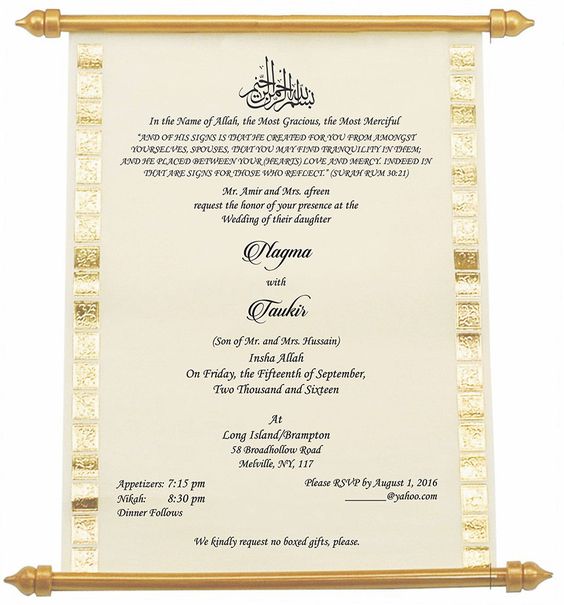 بسم الله الرحمن الرحيم
In the Name of Allah, the Most Gracious, the Most Merciful
"AND OF HIS SIGNS IS THAT HE CREATED FOR YOU FROM AMONGST
YOURSELVES, SPOUSES, THAT YOU MAY FIND TRANQUILITY IN THEM;
AND HE PLACED BETWEEN YOUR (HEARTS) LOVE AND MERCY. INDEED IN
THAT ARE SIGNS FOR THOSE WHO REFLECT." (SURAH RUM 30:21)
Mr. Amir and Mrs. afreen
request the honor of your presence at the
Wedding of their daughter
Nagma
with
Taukir
(Son of Mr. and Mrs. Hussain)
Insha Allah
On Friday, the Fifteenth of September,
Two Thousand and Sixteen
At
Long Island/Brampton
58 Broadhollow Road
Melville, NY, 117
Appetizers: 7:15 pm
Nikah: 8:30 pm
Dinner Follows
Please RSVP by August 1, 2016
________@yahoo.com
We kindly request no boxed gifts, please.